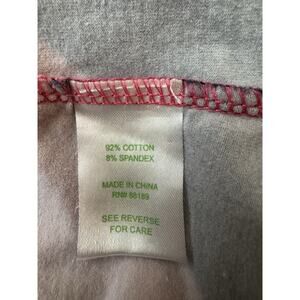 92% COTTON
8% SPANDEX
MADE IN CHINA
RN# 88189
SEE REVERSE
FOR CARE